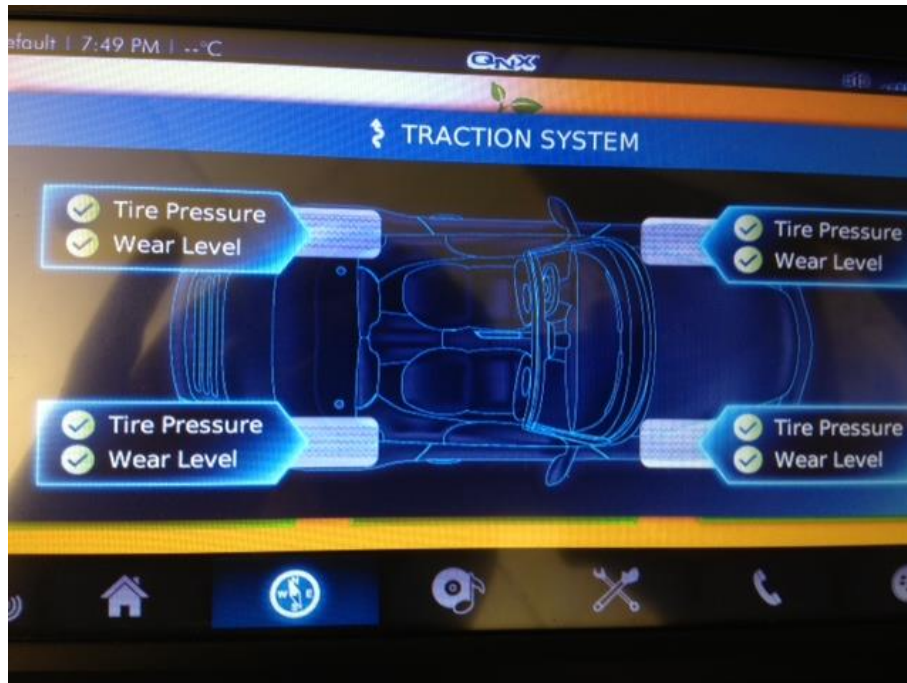 efault | 7:49 PM | --°C
QNX
TRACTION SYSTEM
Tire Pressure
Wear Level
Tire Pressure
Wear Level
Tire Pressure
Wear Level
Tire Pressure
Wear Level
N
W E